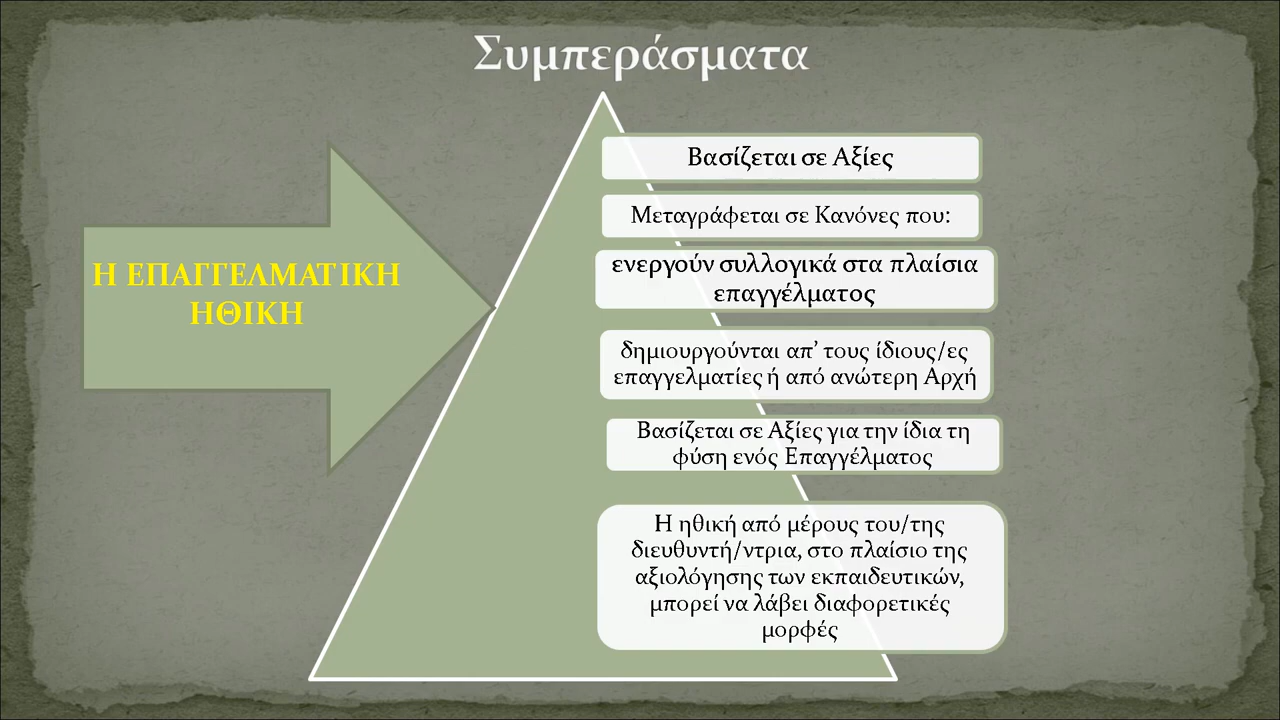 Συμπεράσματα
Η ΕΠΑΓΓΕΛΜΑΤΙΚΗ
ΗΘΙΚΗ
Βασίζεται σε Αξίες
Μεταγράφεται σε Κανόνες που:
ενεργούν συλλογικά στα πλαίσια
επαγγέλματος
δημιουργούνται απ’ τους ίδιους/ες
επαγγελματίες ή από ανώτερη Αρχή
Βασίζεται σε Αξίες για την ίδια τη
φύση ενός Επαγγέλματος
Η ηθική από μέρους του/της
διευθυντή/ντρια, στο πλαίσιο της
αξιολόγησης των εκπαιδευτικών,
μπορεί να λάβει διαφορετικές
μορφές